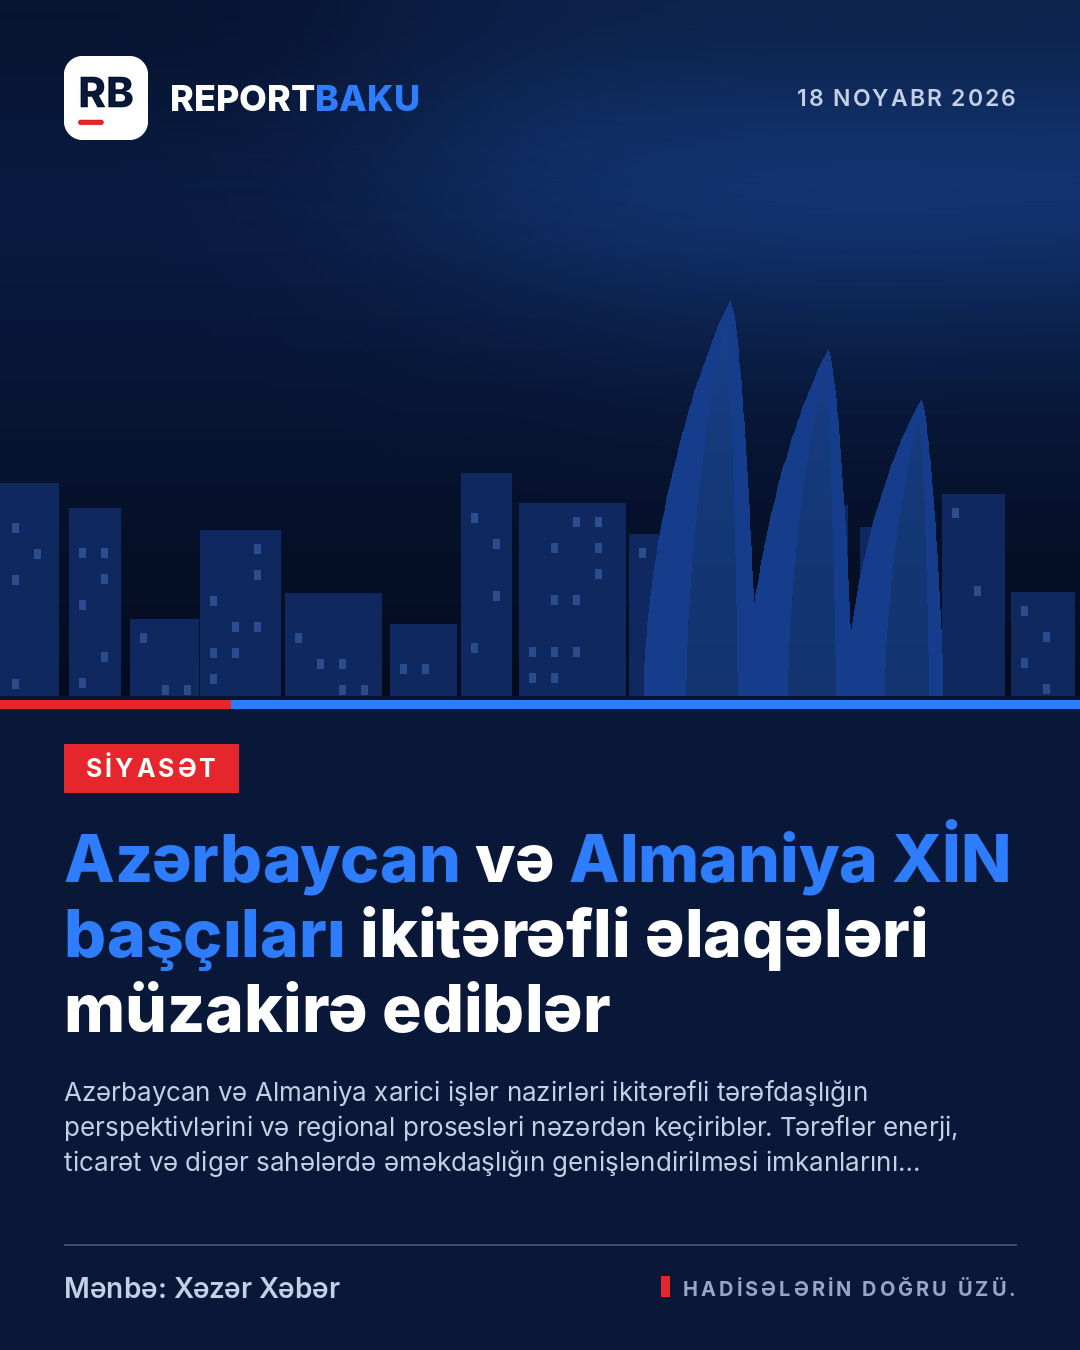 RB
REPORTBAKU
18 NOYABR 2026
SİYASƏT
Azərbaycan və Almaniya XİN
başçıları ikitərəfli əlaqələri
müzakirə ediblər
Azərbaycan və Almaniya xarici işlər nazirləri ikitərəfli tərəfdaşlığın
perspektivlərini və regional prosesləri nəzərdən keçiriblər. Tərəflər enerji,
ticarət və digər sahələrdə əməkdaşlığın genişləndirilməsi imkanlarını...
Mənbə: Xəzər Xəbər
HADİSƏLƏRİN DOĞRU ÜZÜ.